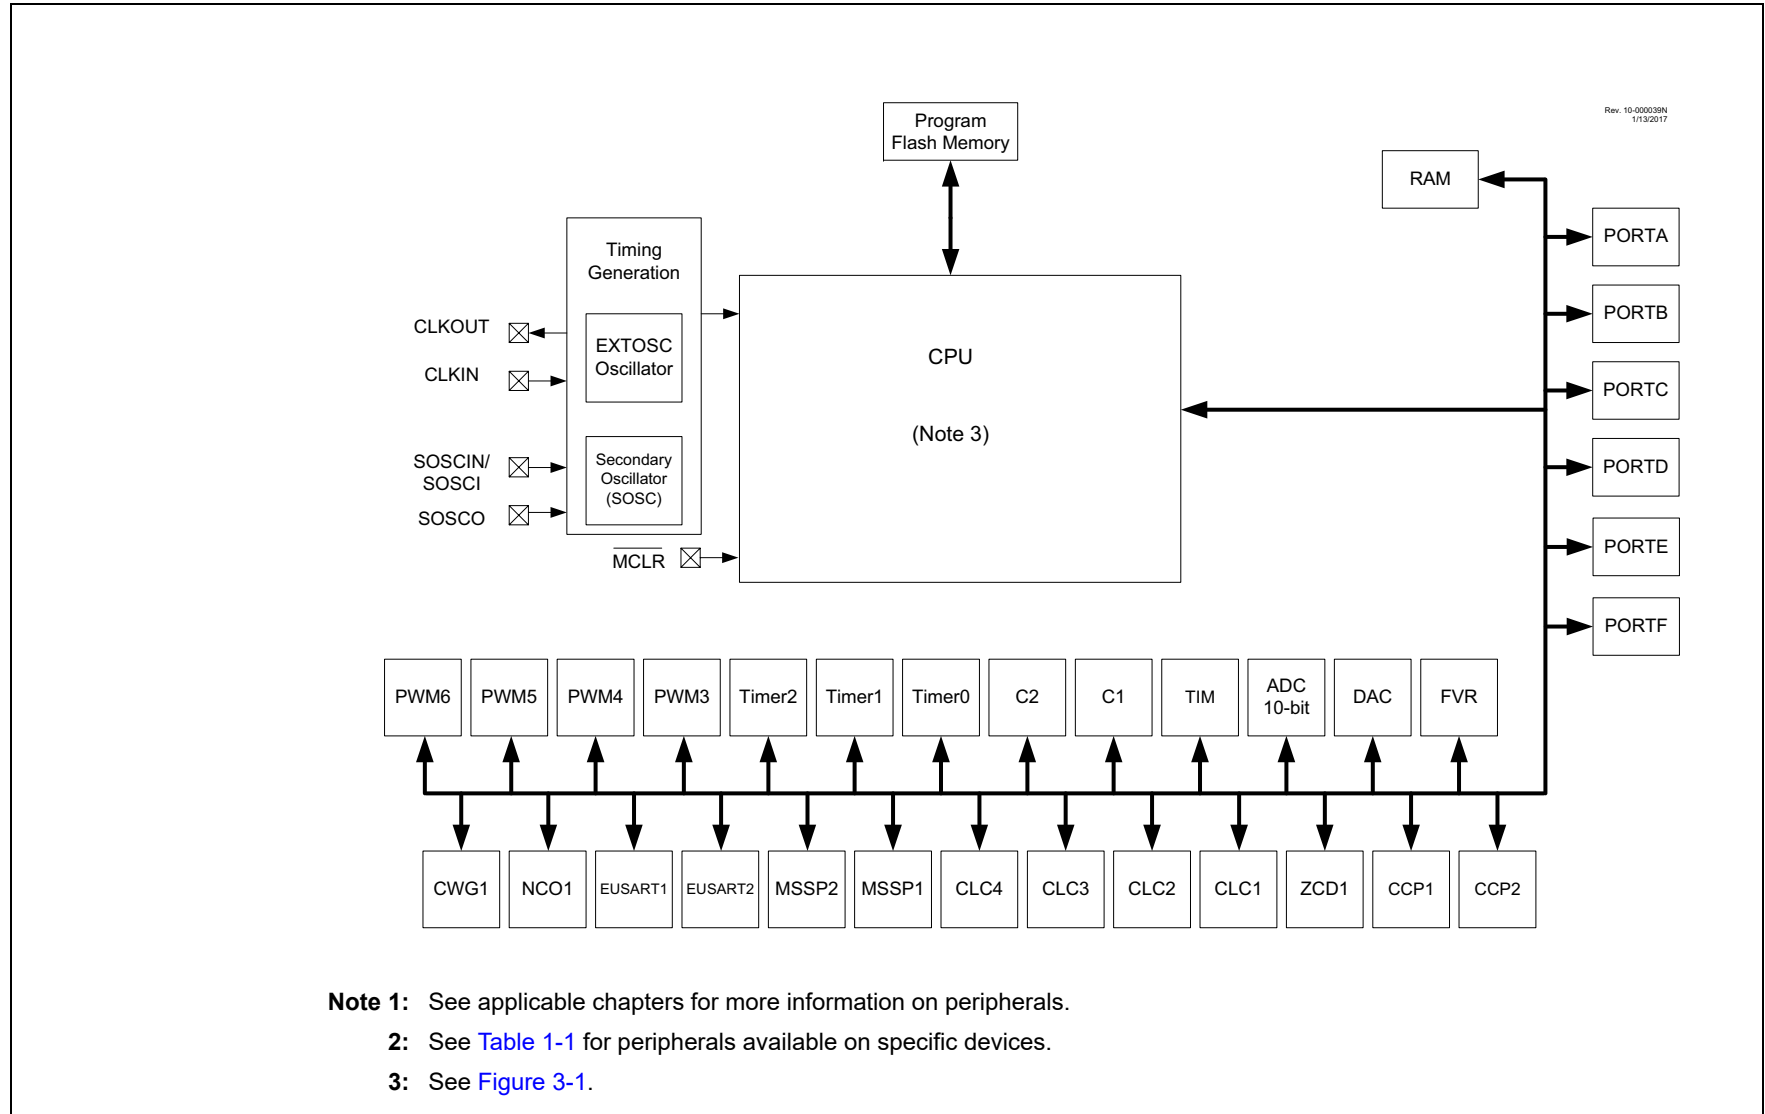 Rev. 10-000039N
1/13/2017
Program
Flash Memory
RAM
PORTA
PORTB
PORTC
PORTD
PORTE
PORTF
Timing
Generation
EXTOSC
Oscillator
Secondary
Oscillator
(SOSC)
CLKOUT
CLKIN
SOSCIN/
SOSCI
SOSCO
MCLR
CPU
(Note 3)
PWM6
PWM5
PWM4
PWM3
Timer2
Timer1
Timer0
C2
C1
TIM
ADC
10-bit
DAC
FVR
CWG1
NCO1
EUSART1
EUSART2
MSSP2
MSSP1
CLC4
CLC3
CLC2
CLC1
ZCD1
CCP1
CCP2
Note 1: See applicable chapters for more information on peripherals.
2: See Table 1-1 for peripherals available on specific devices.
3: See Figure 3-1.